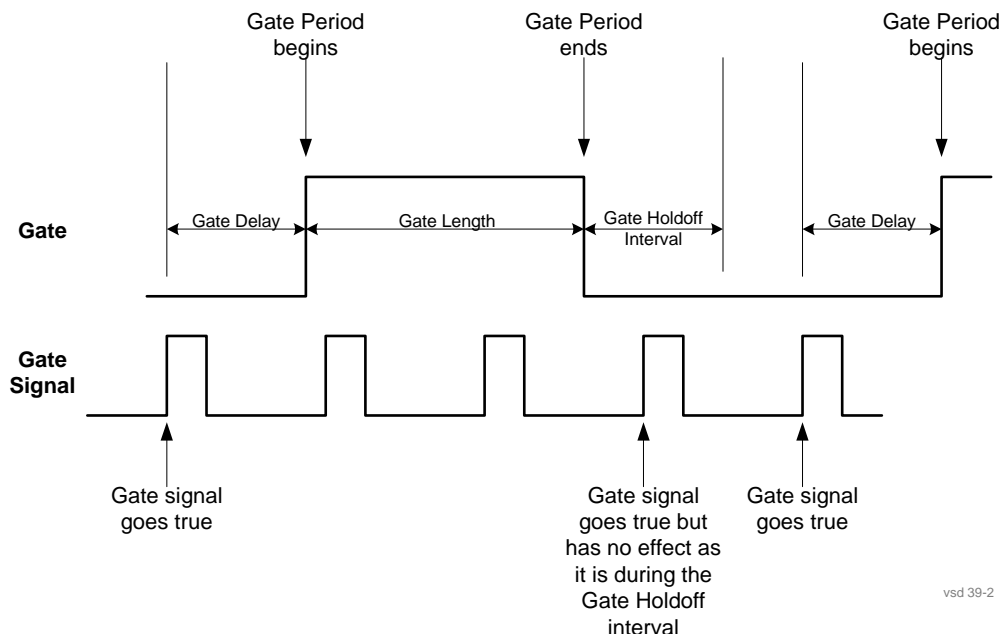 Gate Period
begins
Gate Period
ends
Gate Period
begins
Gate
Gate Delay
Gate Length
Gate Holdoff
Interval
Gate Delay
Gate
Signal
Gate signal
goes true
Gate signal
goes true but
has no effect as
it is during the
Gate Holdoff
interval
Gate signal
goes true
vsd 39-2